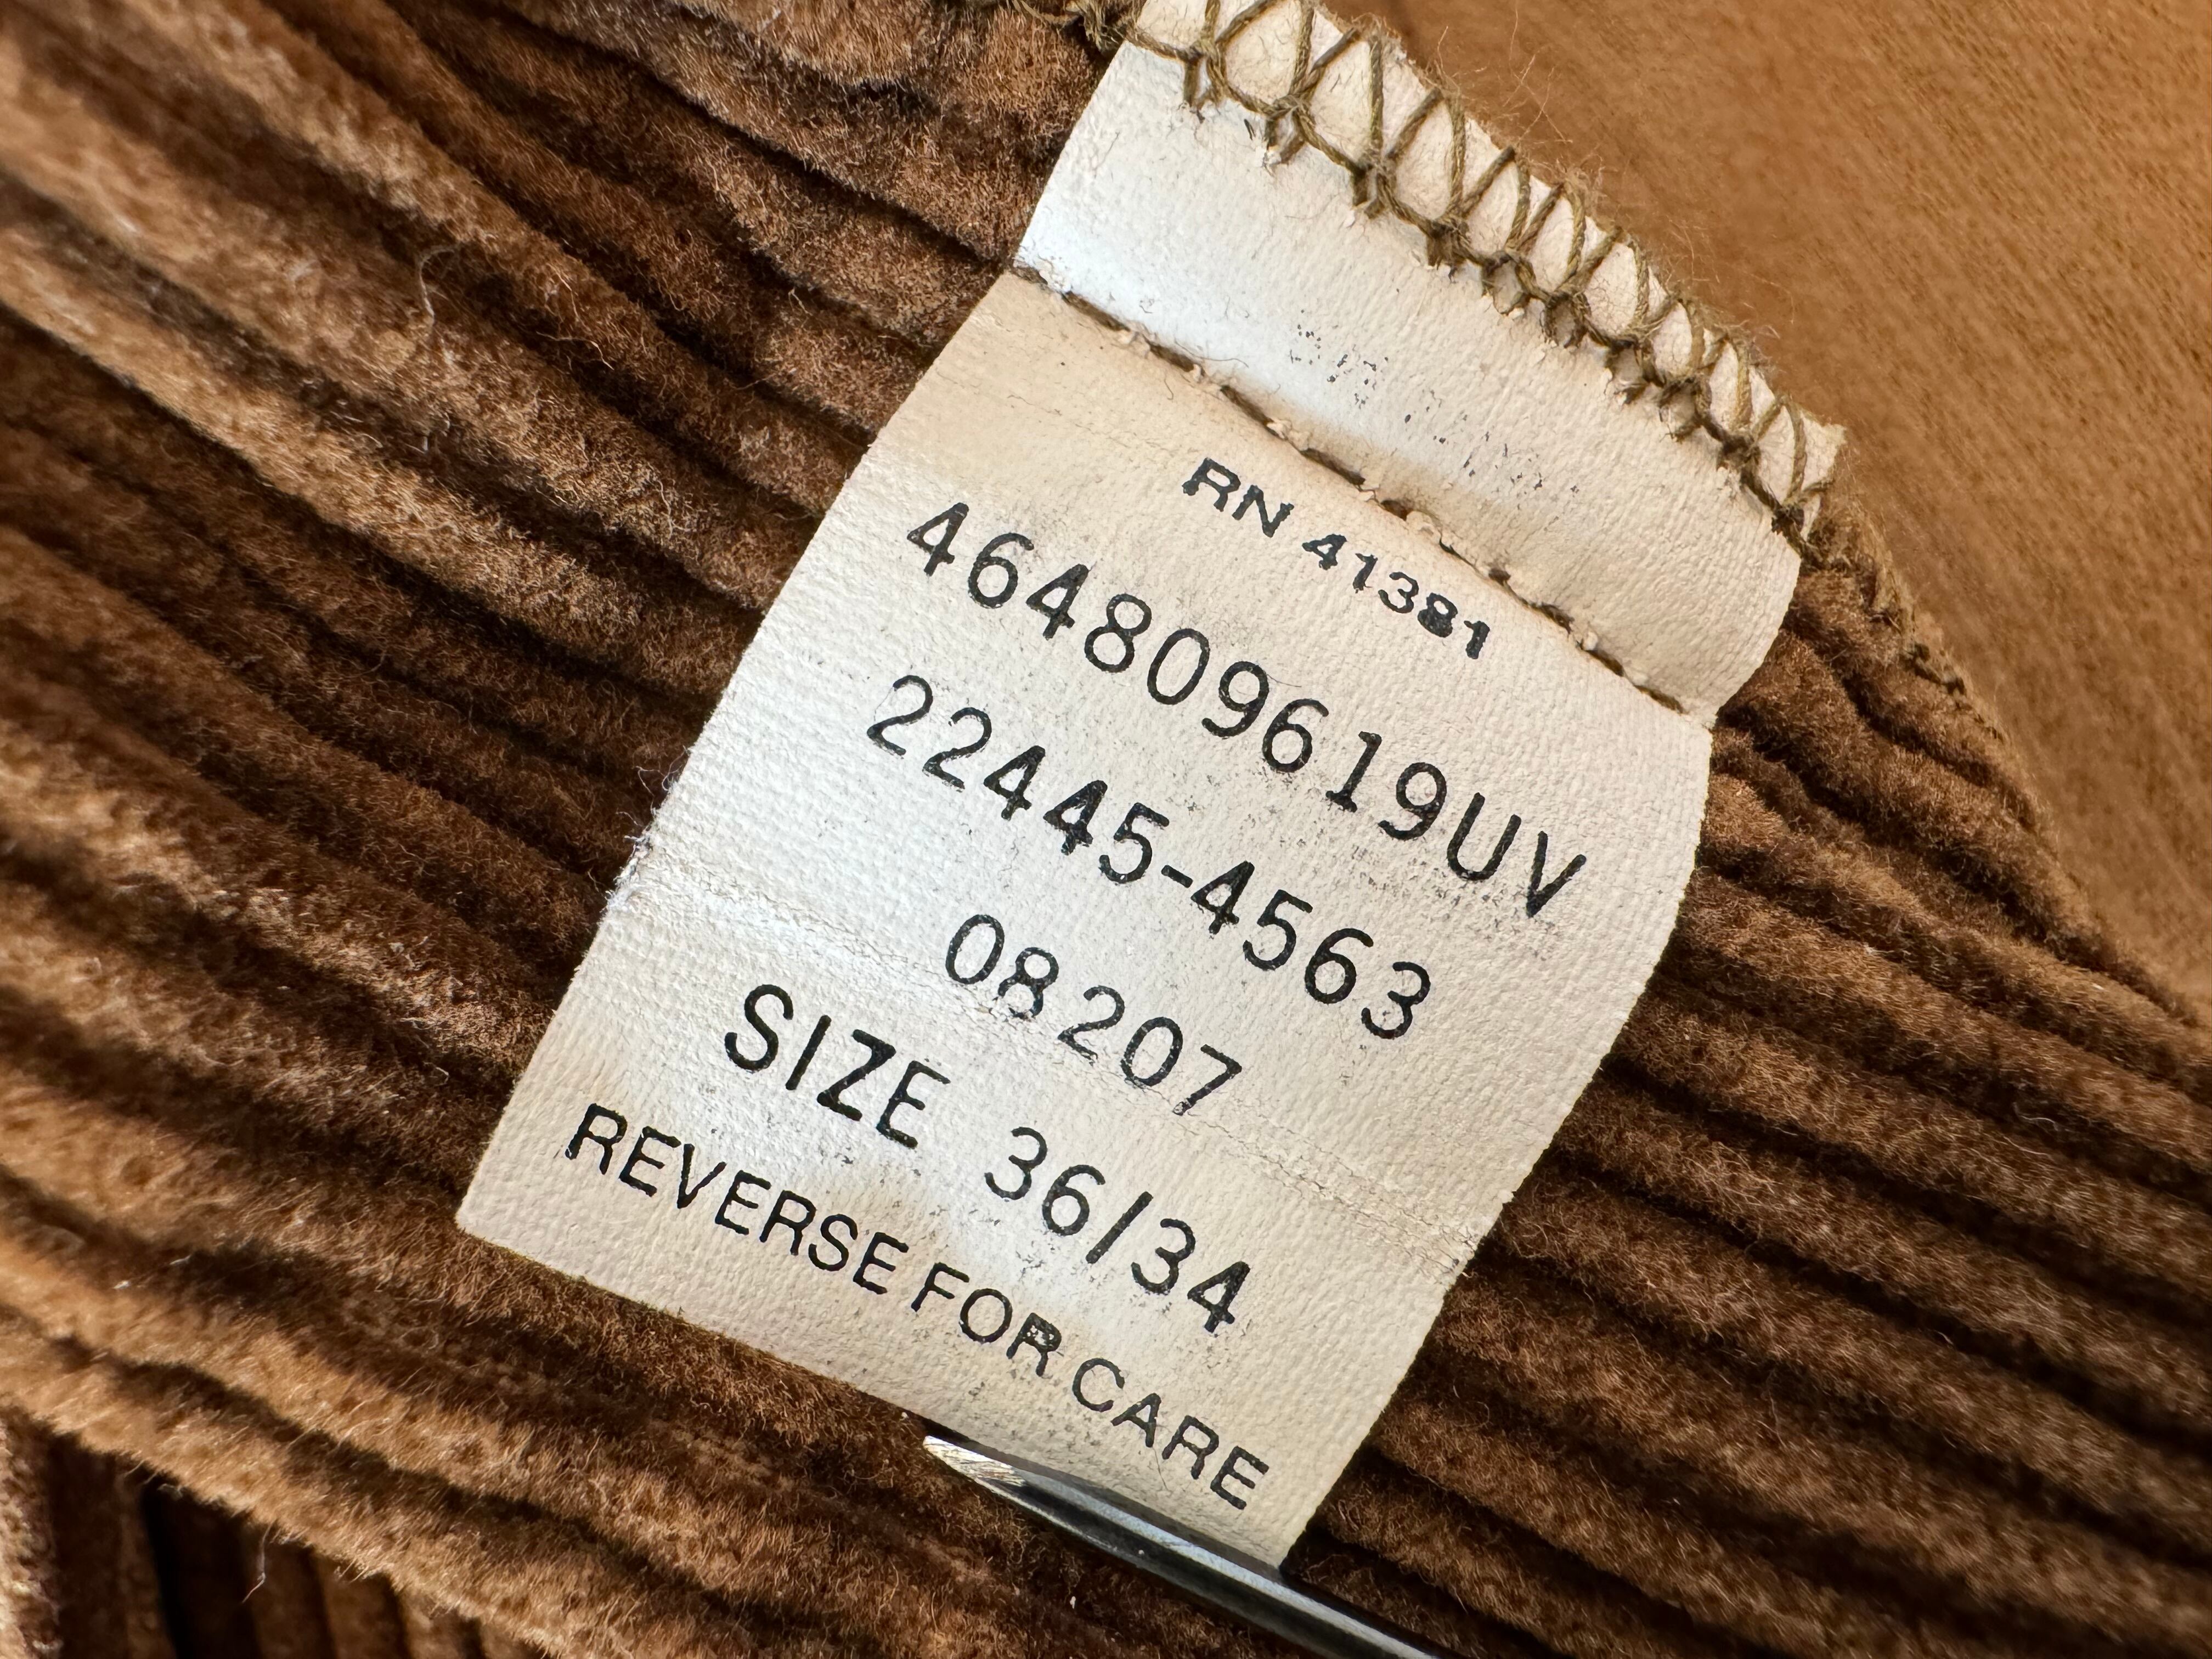 RN 41381
464809619UV
22445-4563
08207
SIZE 36/34
REVERSE FOR CARE